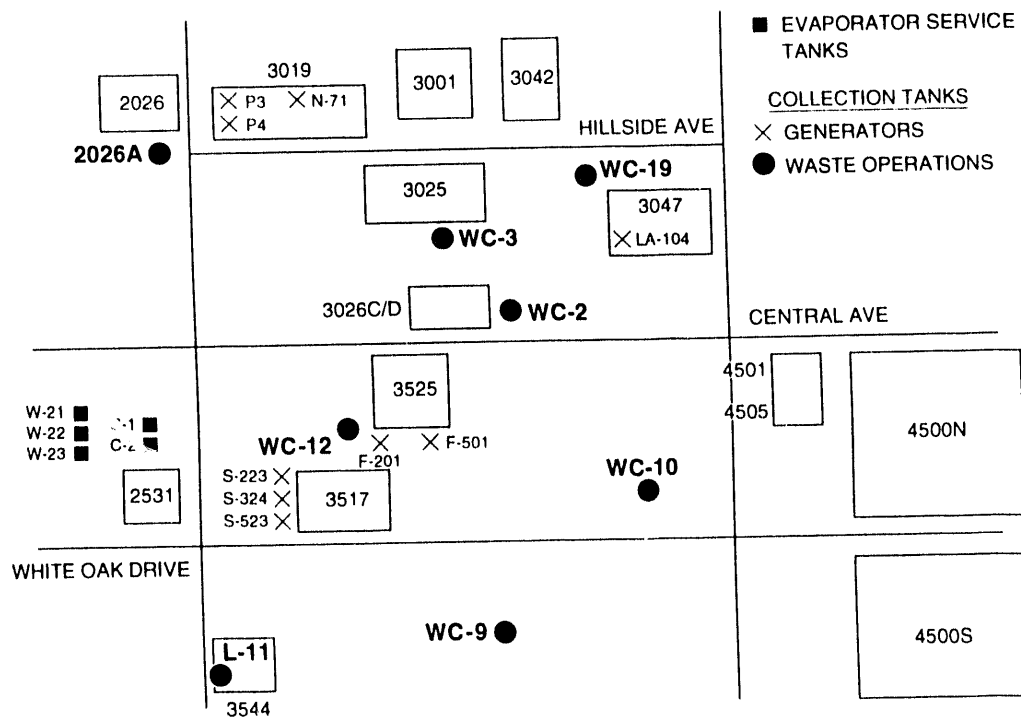 EVAPORATOR SERVICE
TANKS
COLLECTION TANKS
GENERATORS
WASTE OPERATIONS
3019
2026
P3
N-71
P4
3001
3042
HILLSIDE AVE
2026A
WC-19
3025
3047
LA-104
WC-3
3026C/D
WC-2
CENTRAL AVE
3525
4501
4505
4500N
W-21
W-22
W-23
C-2
WC-12
F-501
F-201
S-223
S-324
S-523
3517
2531
WC-10
WHITE OAK DRIVE
WC-9
4500S
L-11
3544